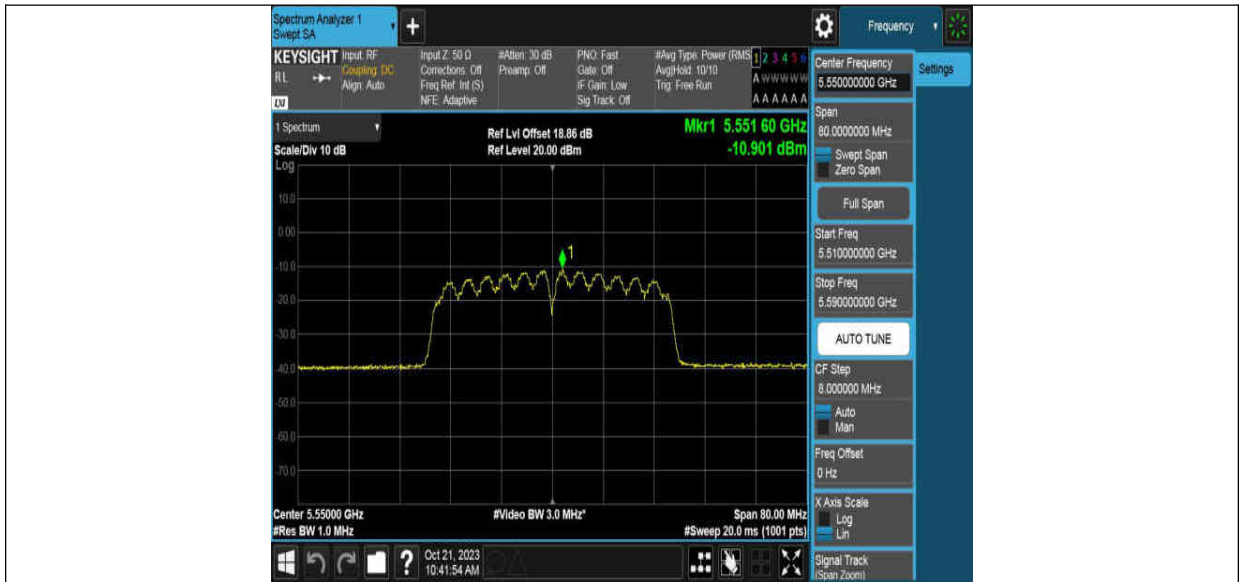 Spectrum Analyzer 1
Swept SA
+
Frequency
KEYSIGHT
RL
LXI
Input: RF
Coupling: DC
Align: Auto
Input Z: 50 Ω
Corrections: Off
Freq Ref: Int (S)
NFE: Adaptive
#Atten: 30 dB
Preamp: Off
PNO: Fast
Gate: Off
IF Gain: Low
Sig Track: Off
#Avg Type: Power (RMS
Avg|Hold: 10/10
Trig: Free Run
1 2 3 4 5 6
A W W W W W
A A A A A A
Center Frequency
5.550000000 GHz
Settings
1 Spectrum
Scale/Div 10 dB
Log
Ref Lvl Offset 18.86 dB
Ref Level 20.00 dBm
Mkr1 5.551 60 GHz
-10.901 dBm
Span
80.0000000 MHz
Swept Span
Zero Span
Full Span
Start Freq
5.510000000 GHz
Stop Freq
5.590000000 GHz
AUTO TUNE
CF Step
8.000000 MHz
Auto
Man
Freq Offset
0 Hz
X Axis Scale
Log
Lin
Signal Track
(Span Zoom)
10.0
0.00
-10.0
-20.0
-30.0
-40.0
-50.0
-60.0
-70.0
1
Center 5.55000 GHz
#Res BW 1.0 MHz
#Video BW 3.0 MHz*
Span 80.00 MHz
#Sweep 20.0 ms (1001 pts)
?
Oct 21, 2023
10:41:54 AM